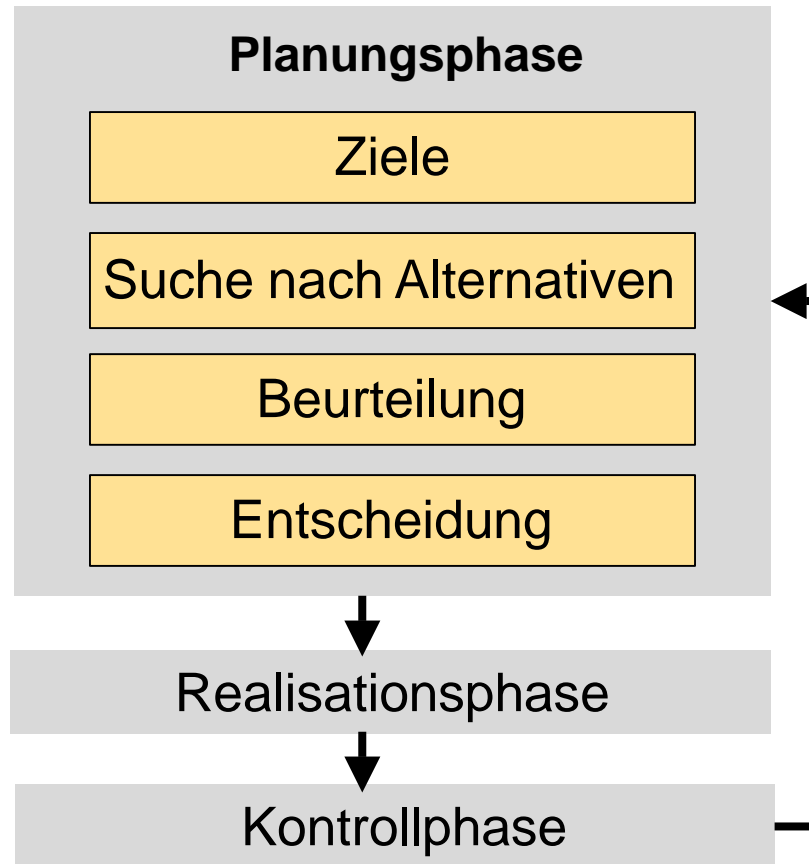 Planungsphase
Ziele
Suche nach Alternativen
Beurteilung
Entscheidung
Realisationsphase
Kontrollphase